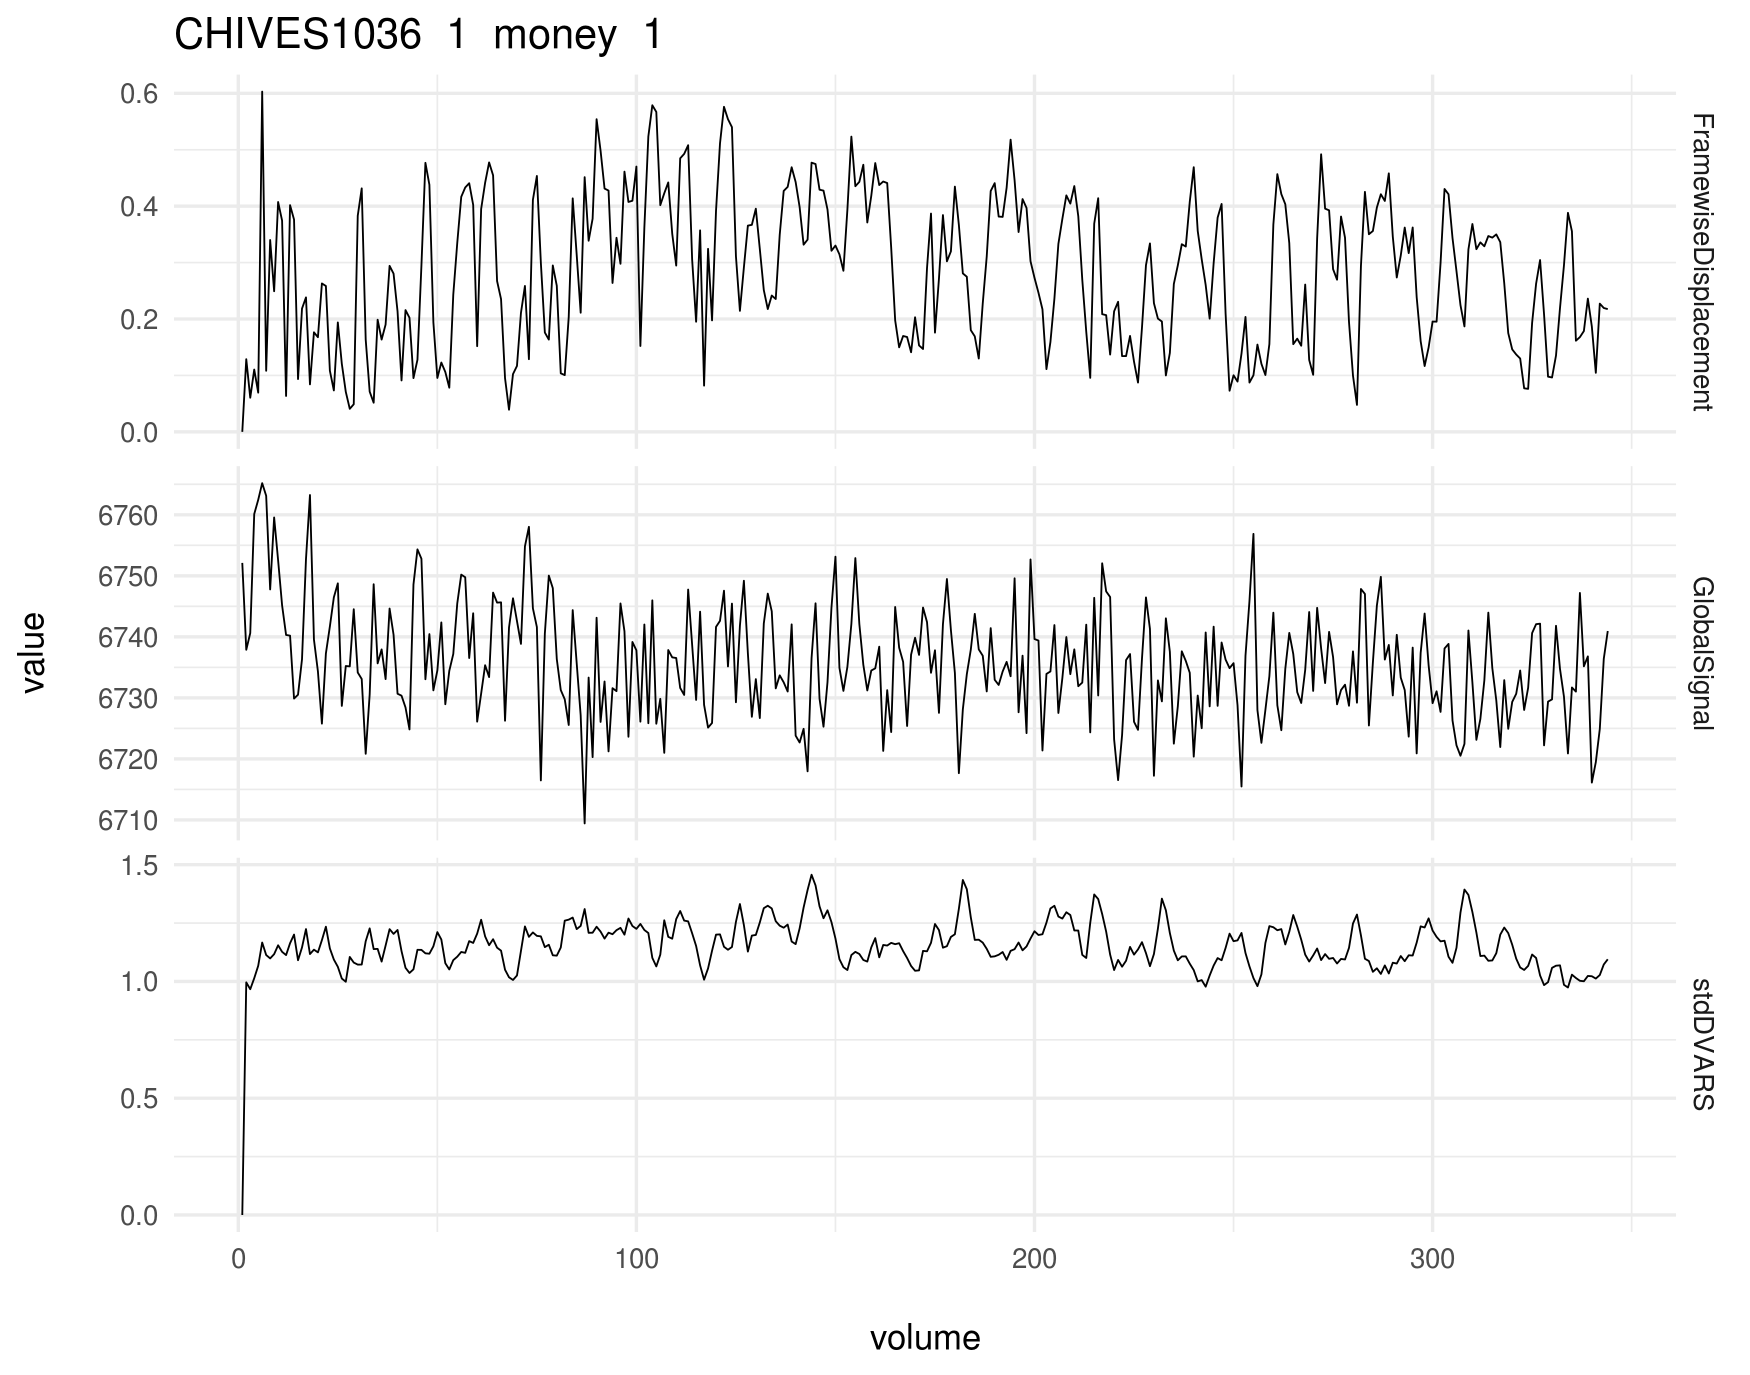 CHIVES1036 1 money 1
0.6
0.4
0.2
0.0
FramewiseDisplacement
6760
6750
6740
6730
6720
6710
GlobalSignal
value
1.5
1.0
0.5
0.0
stdDVARS
0 100 200 300
volume